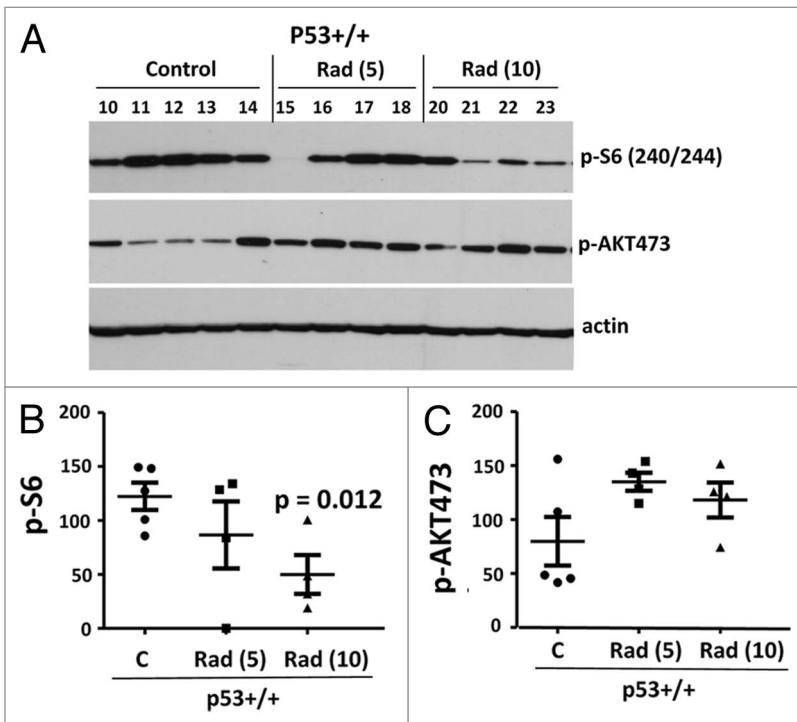 A
P53+/+
Control Rad (5) Rad (10)
10 11 12 13 14 15 16 17 18 20 21 22 23
p-S6 (240/244)
p-AKT473
actin
B
p-S6
200
150
100
50
0
p = 0.012
C Rad (5) Rad (10)
p53+/+
C
p-AKT473
200
150
100
50
0
C Rad (5) Rad (10)
p53+/+